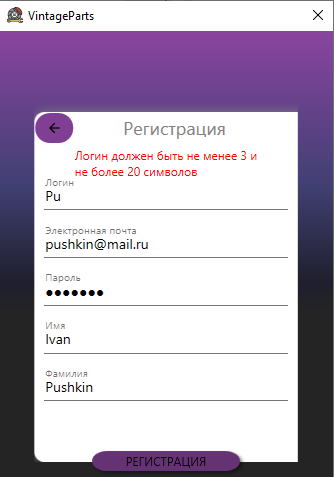 VintageParts
Регистрация
Логин должен быть не менее 3 и
не более 20 символов
Логин
Pu
Электронная почта
pushkin@mail.ru
Пароль
●●●●●●●
Имя
Ivan
Фамилия
Pushkin
РЕГИСТРАЦИЯ